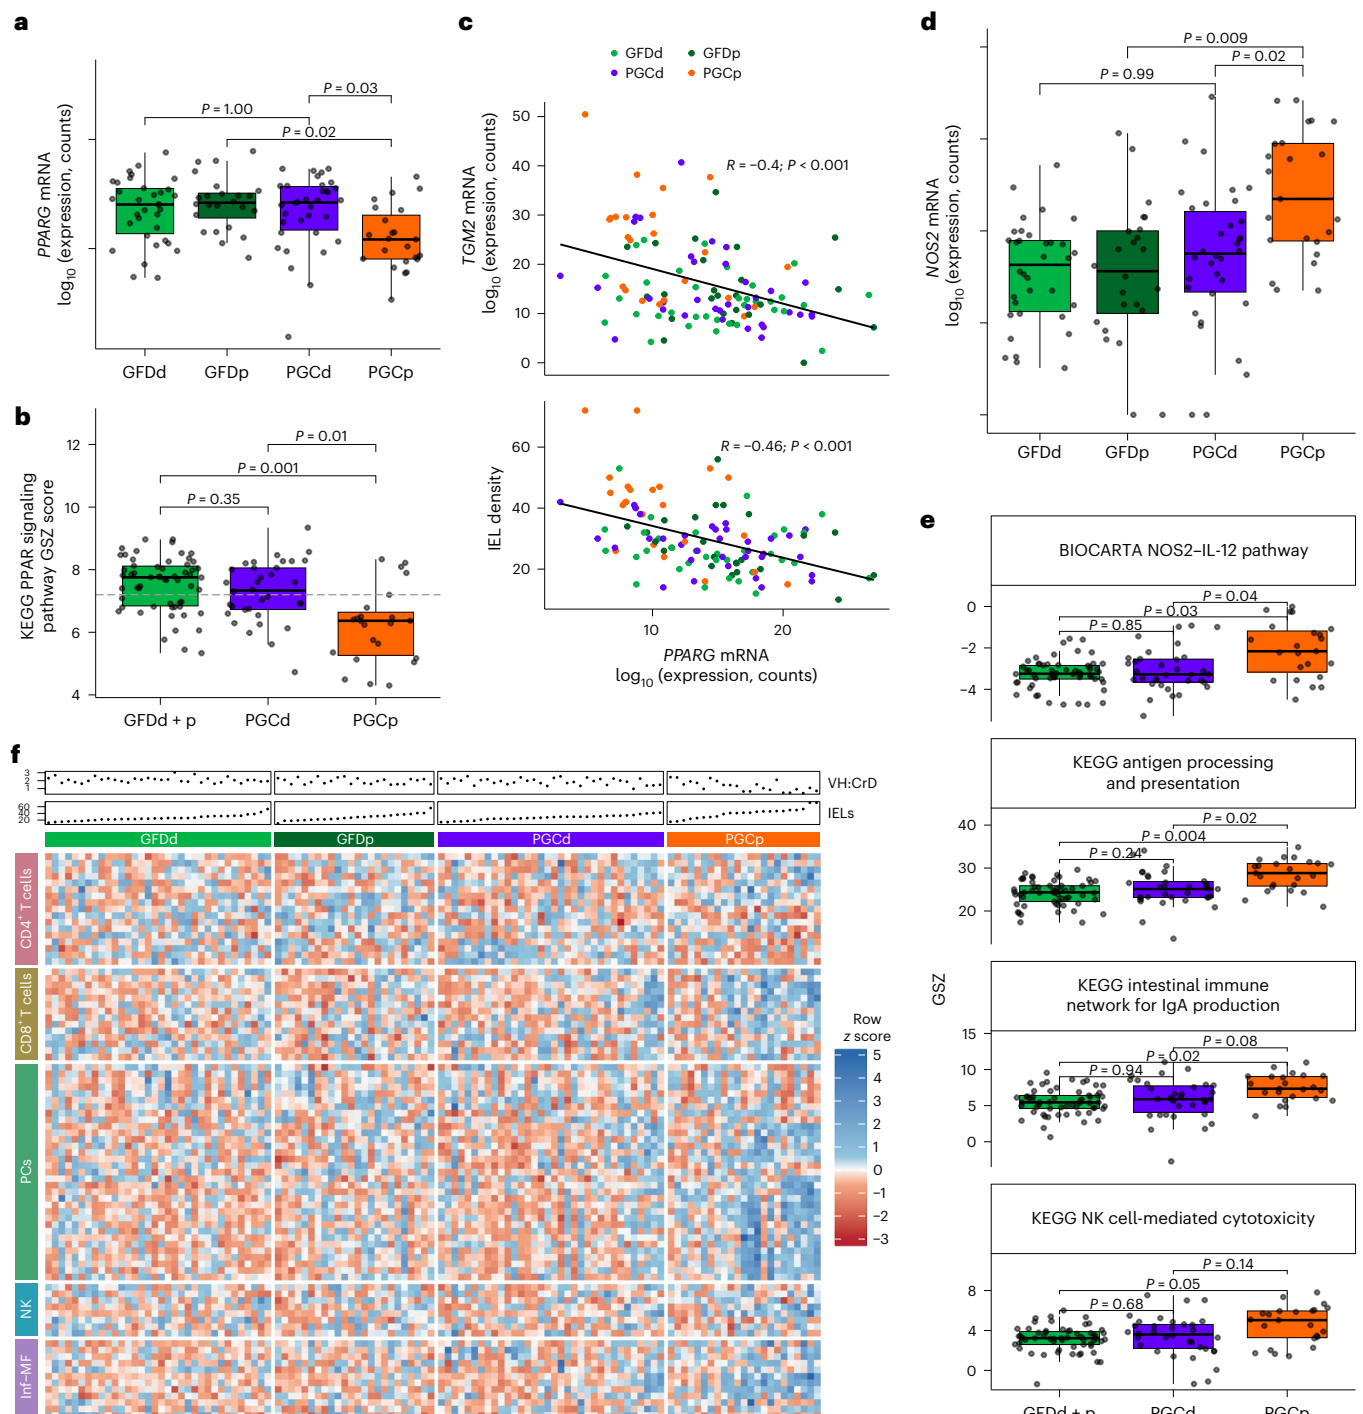 a
PPARG mRNA
log10 (expression, counts)
P = 0.03
P = 1.00
P = 0.02
GFDd
GFDp
PGCd
PGCp
b
KEGG PPAR signaling
pathway GSZ score
12
10
8
6
4
P = 0.01
P = 0.001
P = 0.35
GFDd + p
PGCd
PGCp
c
GFDd
GFDp
PGCd
PGCp
TGM2 mRNA
log10 (expression, counts)
50
40
30
20
10
0
R = −0.4; P < 0.001
IEL density
60
40
20
R = −0.46; P < 0.001
10
20
PPARG mRNA
log10 (expression, counts)
d
NOS2 mRNA
log10 (expression, counts)
P = 0.009
P = 0.02
P = 0.99
GFDd
GFDp
PGCd
PGCp
e
GSZ
BIOCARTA NOS2–IL-12 pathway
0
−2
−4
P = 0.04
P = 0.03
P = 0.85
KEGG antigen processing
and presentation
40
30
20
P = 0.02
P = 0.004
P = 0.24
KEGG intestinal immune
network for IgA production
15
10
5
0
P = 0.08
P = 0.02
P = 0.94
KEGG NK cell-mediated cytotoxicity
8
4
0
P = 0.14
P = 0.05
P = 0.68
GFDd + p
PGCd
PGCp
f
3
2
1
VH:CrD
60
40
20
IELs
GFDd
GFDp
PGCd
PGCp
CD4+ T cells
CD8+ T cells
PCs
NK
Inf–MF
Row
z score
5
4
3
2
1
0
−1
−2
−3